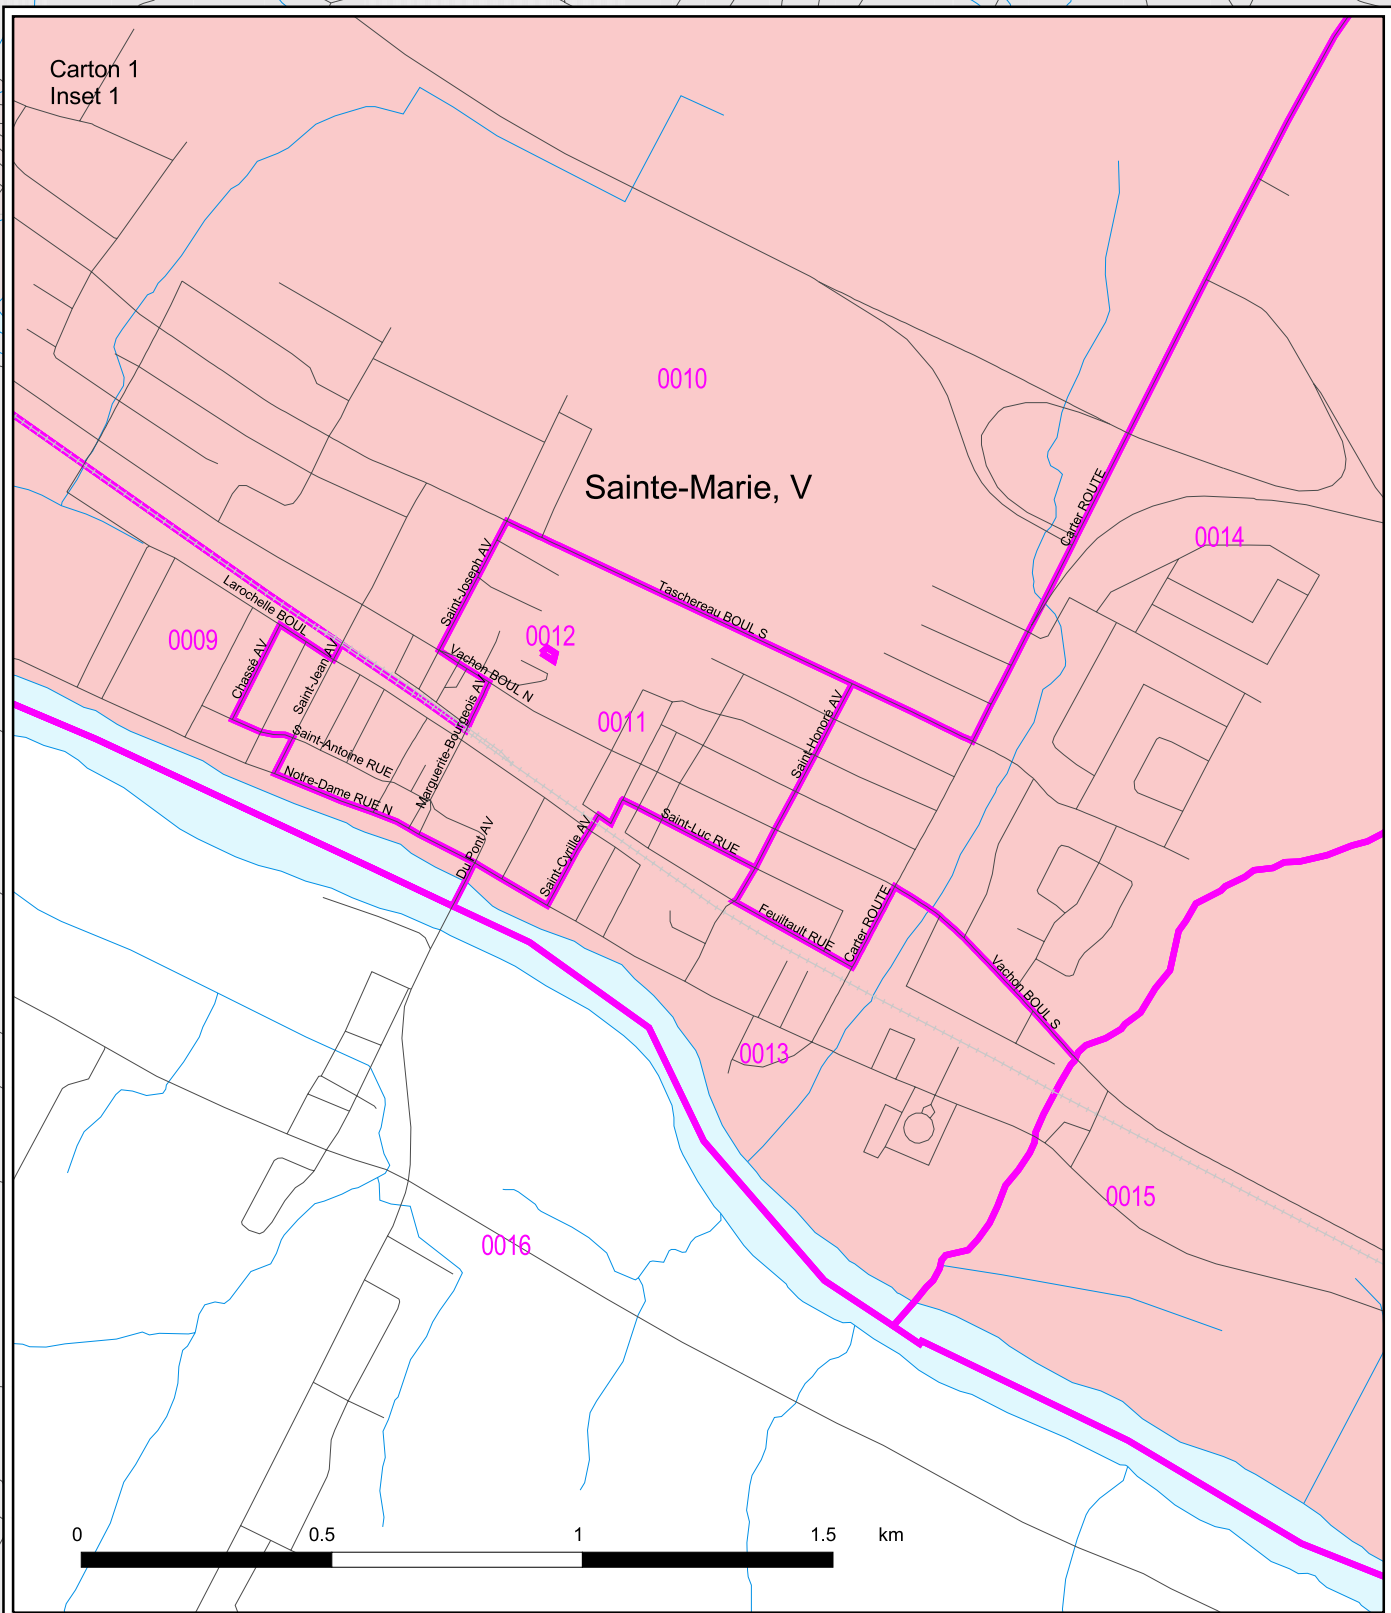 Carton 1
Inset 1
0010
Sainte-Marie, V
Carter ROUTE
0014
Saint-Joseph AV
Taschereau BOUL S
Larochelle BOUL
0009
0012
Chassé AV
Saint-Jean AV
Vachon BOUL N
Saint-Antoine RUE
Marguerite-Bourgeois AV
0011
Saint-Honoré AV
Notre-Dame RUE N
Du Pont AV
Saint-Cyrille AV
Saint-Luc RUE
Feuiltault RUE
Carter ROUTE
Vachon BOUL S
0013
0015
0016
0 0.5 1 1.5 km